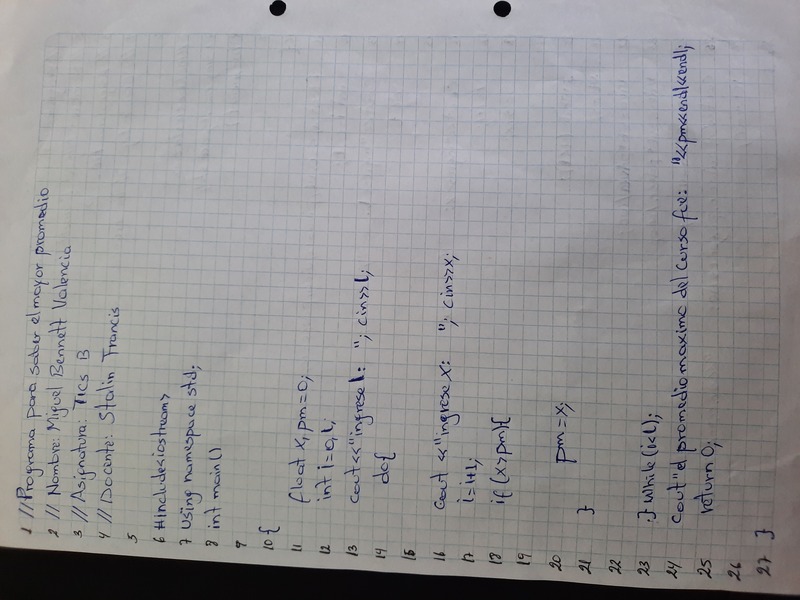 1 //Programa para saber el mayor promedio
2 // Nombre: Miguel Bennett Valencia
3 // Asignatura: TICS B
4 // Docente: Stalin Francis
5
6 #include<iostream>
7 using namespace std;
8 int main()
9
10 {
11 float x, pm=0;
12 int i=0, l;
13 cout<<"ingrese l: "; cin>>l;
14 do{
15
16 cout <<"ingrese x: "; cin>>x;
17 i=i+1;
18 if (x>pm){
19
20 pm=x;
21 }
22
23 } while(i<l);
24 cout"el promedio maximo del curso fue: "<<pm<<endl<<endl;
25 return 0;
26
27 }